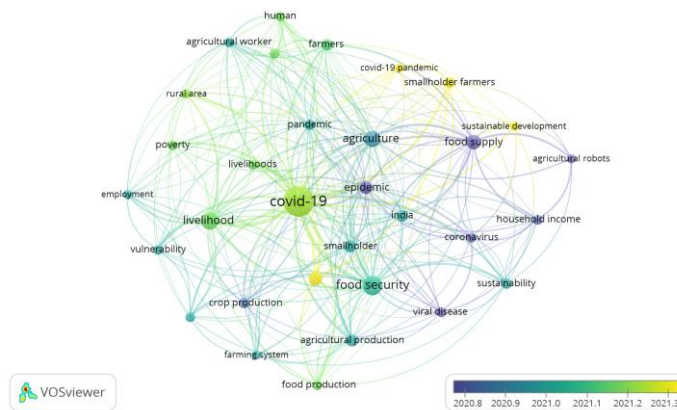 human
agricultural worker
farmers
covid-19 pandemic
smallholder farmers
rural area
pandemic
agriculture
sustainable development
food supply
poverty
livelihoods
agricultural robots
epidemic
employment
covid-19
livelihood
india
household income
smallholder
coronavirus
vulnerability
food security
sustainability
crop production
viral disease
agricultural production
farming system
food production
VOSviewer
2020.8 2020.9 2021.0 2021.1 2021.2 2021.3